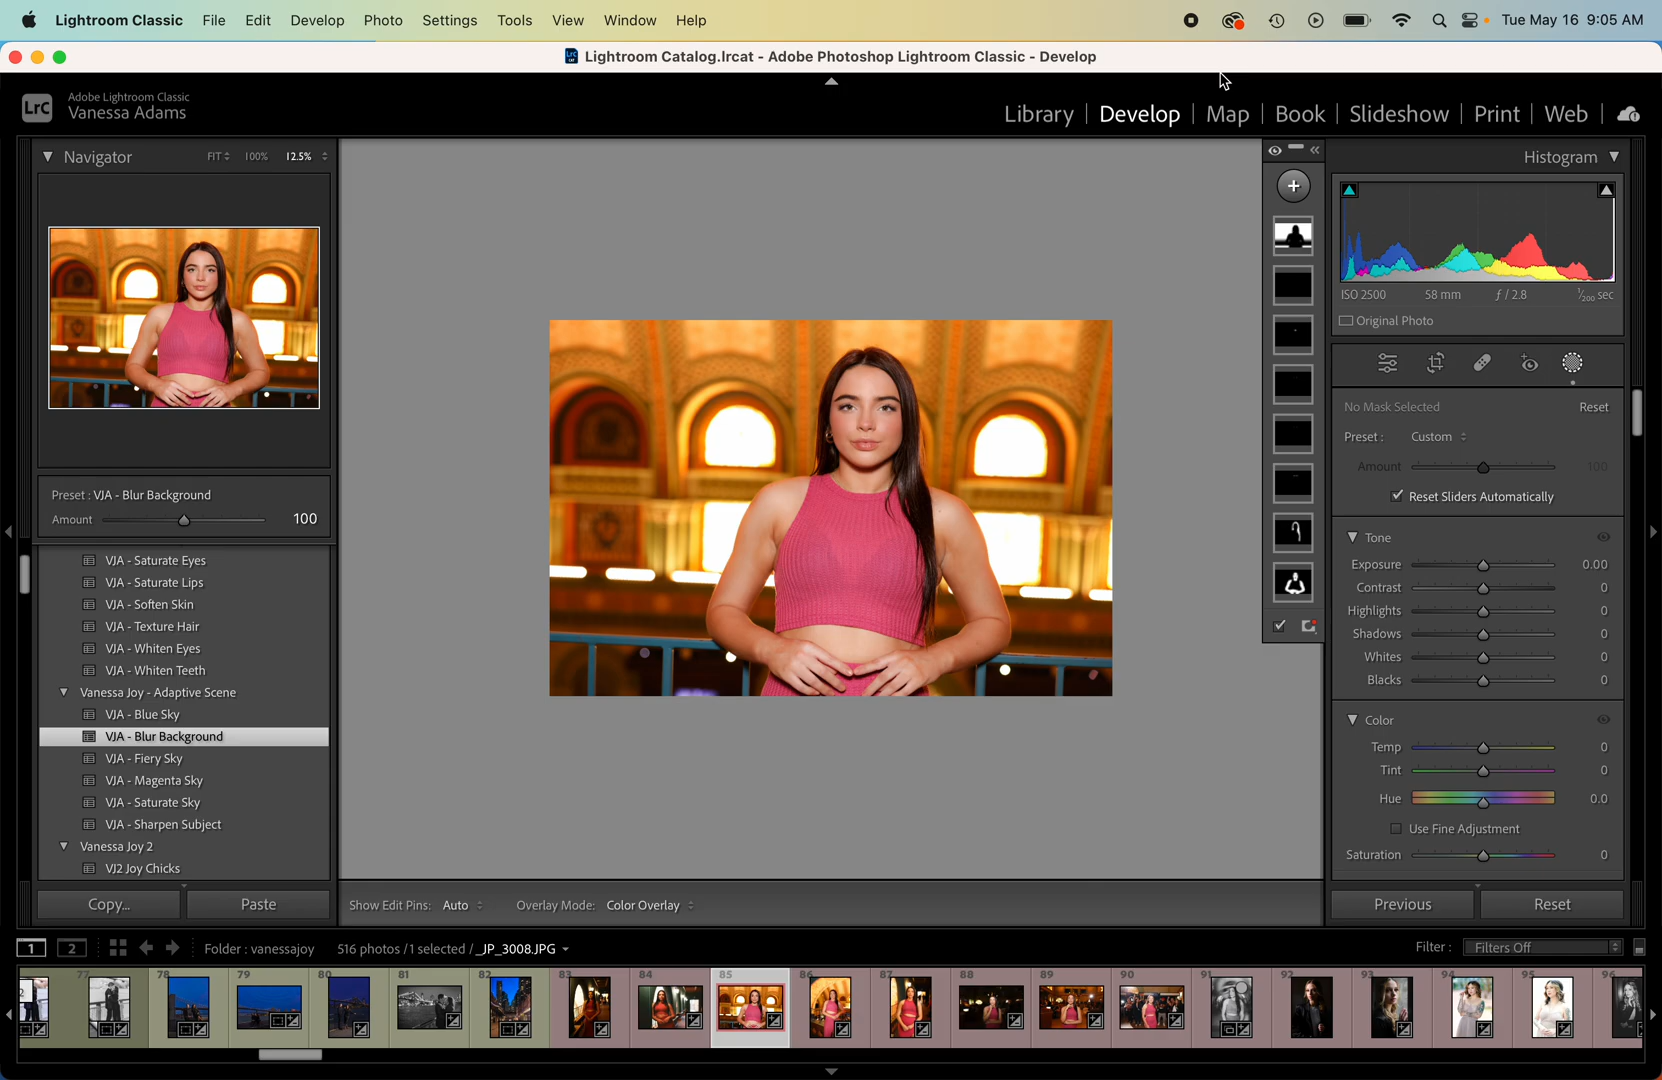 Lightroom Classic File Edit Develop Photo Settings Tools View Window Help Tue May 16 9:05 AM
Lightroom Catalog.lrcat - Adobe Photoshop Lightroom Classic - Develop
LrC Adobe Lightroom Classic
Vanessa Adams
Library Develop Map Book Slideshow Print Web
Navigator FIT 100% 12.5%
Histogram
ISO 2500 58 mm ƒ / 2.8 1/200 sec
Original Photo
No Mask Selected Reset
Preset : Custom
Amount 100
Reset Sliders Automatically
Preset : VJA - Blur Background
Amount 100
Tone
Exposure 0.00
Contrast 0
Highlights 0
Shadows 0
Whites 0
Blacks 0
Color
Temp 0
Tint 0
Hue 0.0
Use Fine Adjustment
Saturation 0
VJA - Saturate Eyes
VJA - Saturate Lips
VJA - Soften Skin
VJA - Texture Hair
VJA - Whiten Eyes
VJA - Whiten Teeth
Vanessa Joy - Adaptive Scene
VJA - Blue Sky
VJA - Blur Background
VJA - Fiery Sky
VJA - Magenta Sky
VJA - Saturate Sky
VJA - Sharpen Subject
Vanessa Joy 2
VJ2 Joy Chicks
Copy... Paste
Show Edit Pins: Auto Overlay Mode: Color Overlay
Previous Reset
1 2 Folder : vanessajoy 516 photos / 1 selected / _JP_3008.JPG Filter : Filters Off
77 78 79 80 81 82 83 84 85 86 87 88 89 90 91 92 93 94 95 96
2